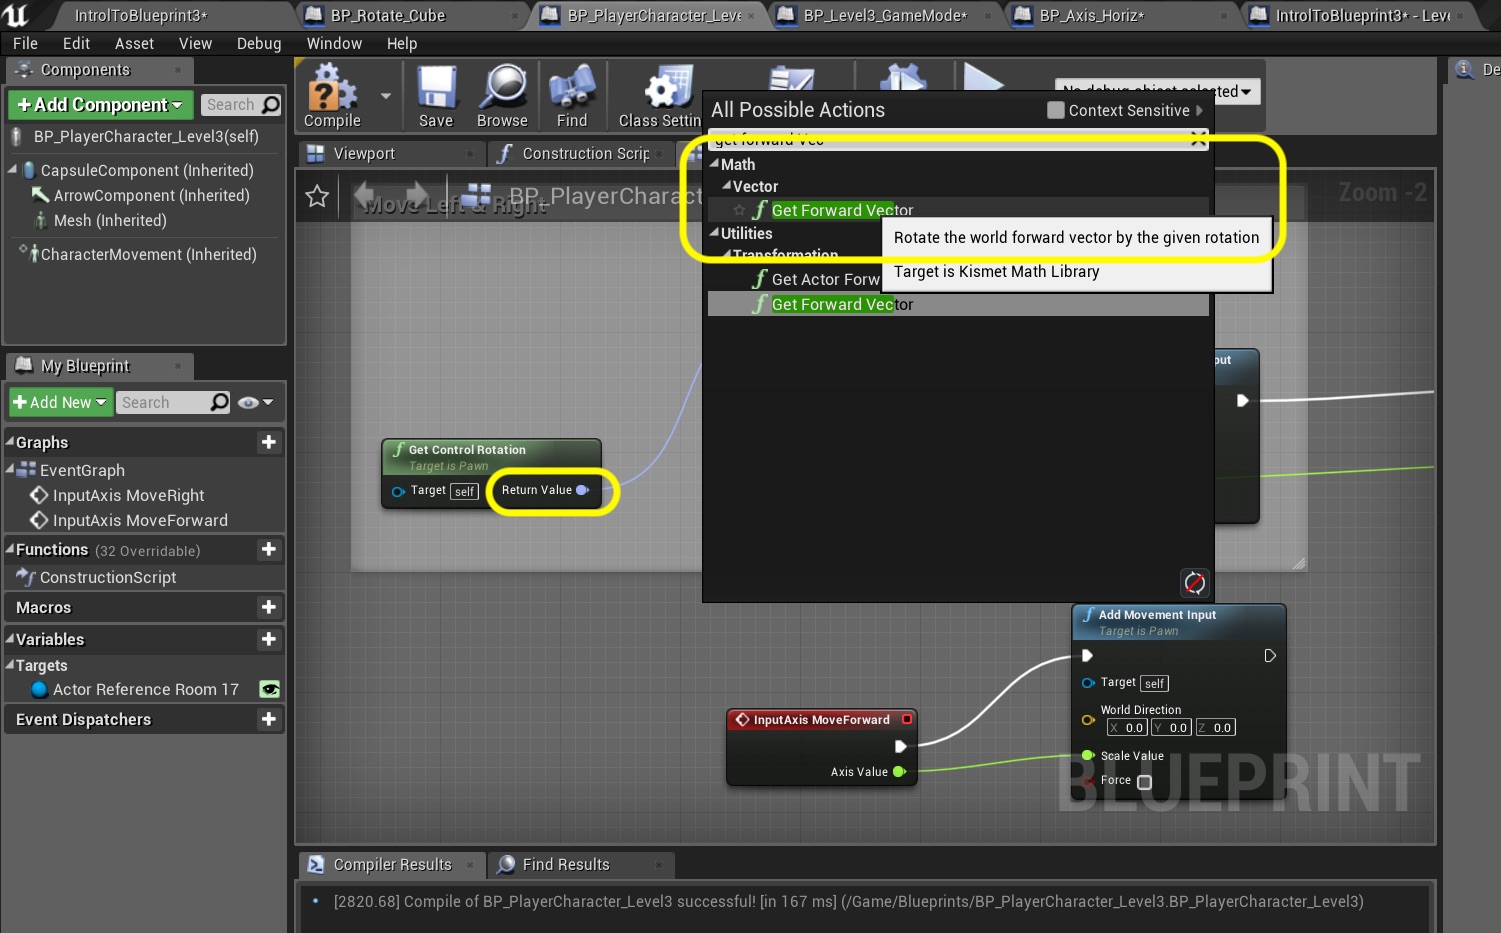 IntrolToBlueprint3*
BP_Rotate_Cube
BP_PlayerCharacter_Leve
BP_Level3_GameMode*
BP_Axis_Horiz*
IntrolToBlueprint3* - Leve
File Edit Asset View Debug Window Help
Components
Add Component
Search
BP_PlayerCharacter_Level3(self)
CapsuleComponent (Inherited)
ArrowComponent (Inherited)
Mesh (Inherited)
CharacterMovement (Inherited)
My Blueprint
Add New
Search
Graphs
EventGraph
InputAxis MoveRight
InputAxis MoveForward
Functions (32 Overridable)
ConstructionScript
Macros
Variables
Targets
Actor Reference Room 17
Event Dispatchers
Compile
Save
Browse
Find
Class Settin
No debug object selected
De
Viewport
Construction Scrip
BP_PlayerCharac
Zoom -2
Move Left & Right
All Possible Actions
Context Sensitive
get forward Vec
Math
Vector
Get Forward Vector
Utilities
Transformation
Get Actor Forw
Get Forward Vector
Rotate the world forward vector by the given rotation
Target is Kismet Math Library
put
Get Control Rotation
Target is Pawn
Target self
Return Value
InputAxis MoveForward
Axis Value
Add Movement Input
Target is Pawn
Target self
World Direction
X 0.0 Y 0.0 Z 0.0
Scale Value
Force
BLUEPRINT
Compiler Results
Find Results
[2820.68] Compile of BP_PlayerCharacter_Level3 successful! [in 167 ms] (/Game/Blueprints/BP_PlayerCharacter_Level3.BP_PlayerCharacter_Level3)